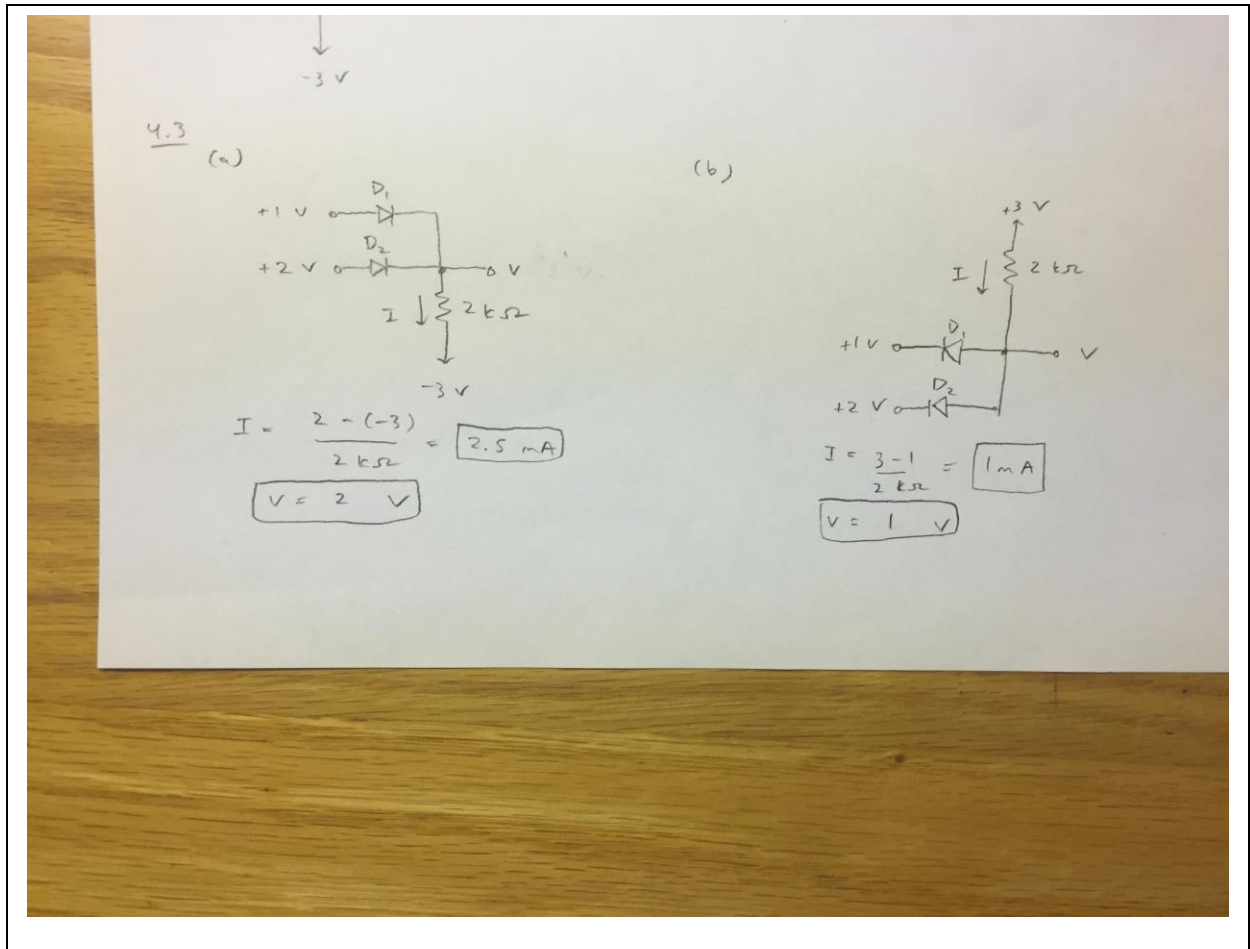 -3 V
4.3
(a)
D₁
+1 V
D₂
+2 V
V
I
2 kΩ
-3 V
I = 2 - (-3) / 2 kΩ = 2.5 mA
V = 2 V
(b)
+3 V
I
2 kΩ
D₁
+1 V
V
D₂
+2 V
I = 3 - 1 / 2 kΩ = 1 mA
V = 1 V